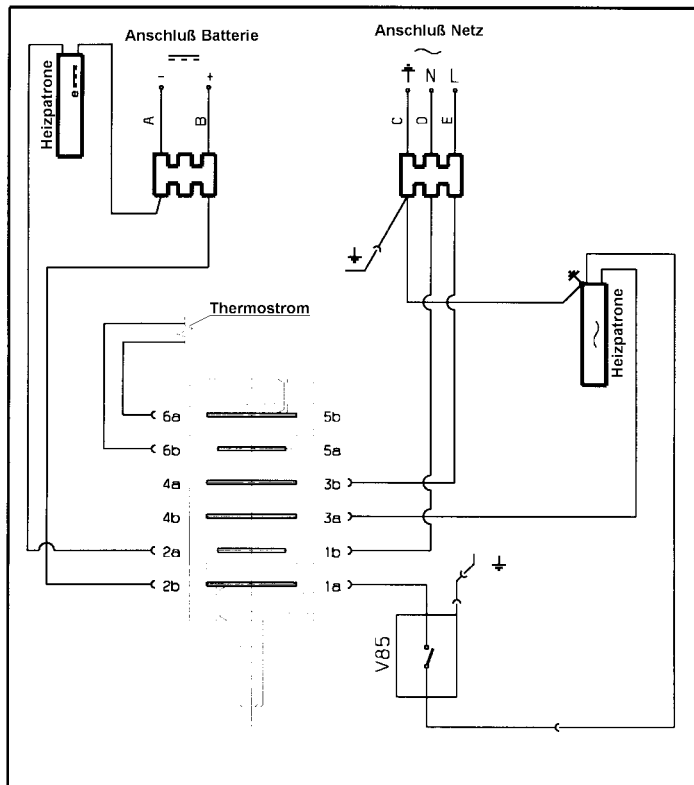 Anschluß Batterie
Anschluß Netz
- +
N L
A B
C D E
Heizpatrone
e
Thermostrom
Heizpatrone
6a 5b
6b 5a
4a 3b
4b 3a
2a 1b
2b 1a
V85